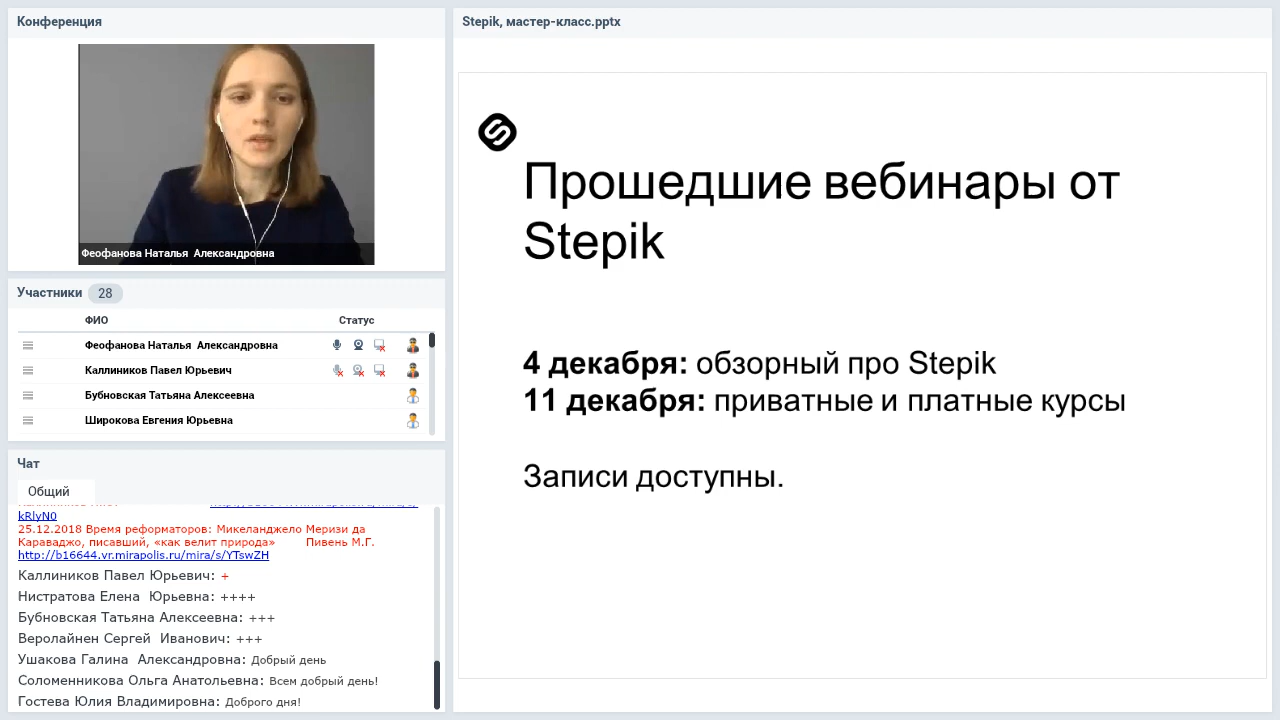 Конференция
Феофанова Наталья Александровна
Участники 28
ФИО Статус
Феофанова Наталья Александровна
Каллиников Павел Юрьевич
Бубновская Татьяна Алексеевна
Широкова Евгения Юрьевна
Чат
Общий
kRlyN0
25.12.2018 Время реформаторов: Микеланджело Меризи да
Караваджо, писавший, «как велит природа» Пивень М.Г.
http://b16644.vr.mirapolis.ru/mira/s/YTswZH
Каллиников Павел Юрьевич: +
Нистратова Елена Юрьевна: ++++
Бубновская Татьяна Алексеевна: +++
Веролайнен Сергей Иванович: +++
Ушакова Галина Александровна: Добрый день
Соломенникова Ольга Анатольевна: Всем добрый день!
Гостева Юлия Владимировна: Доброго дня!
Stepik, мастер-класс.pptx
Прошедшие вебинары от
Stepik
4 декабря: обзорный про Stepik
11 декабря: приватные и платные курсы
Записи доступны.